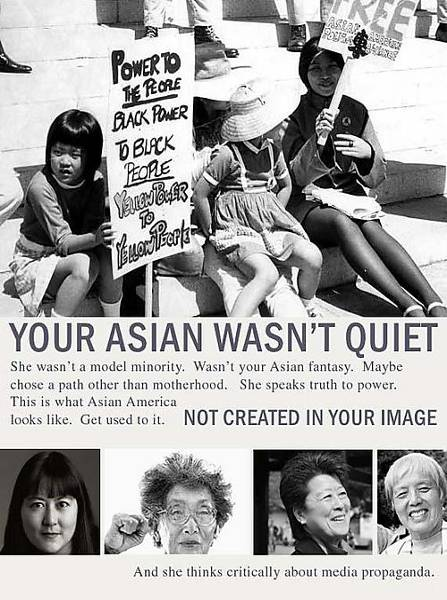 FREE
POWER TO
THE PEOPLE
BLACK POWER
TO BLACK
PEOPLE
YELLOW POWER
TO
YELLOW PEOPLE
YOUR ASIAN WASN'T QUIET
She wasn't a model minority. Wasn't your Asian fantasy. Maybe
chose a path other than motherhood. She speaks truth to power.
This is what Asian America
looks like. Get used to it. NOT CREATED IN YOUR IMAGE
And she thinks critically about media propaganda.